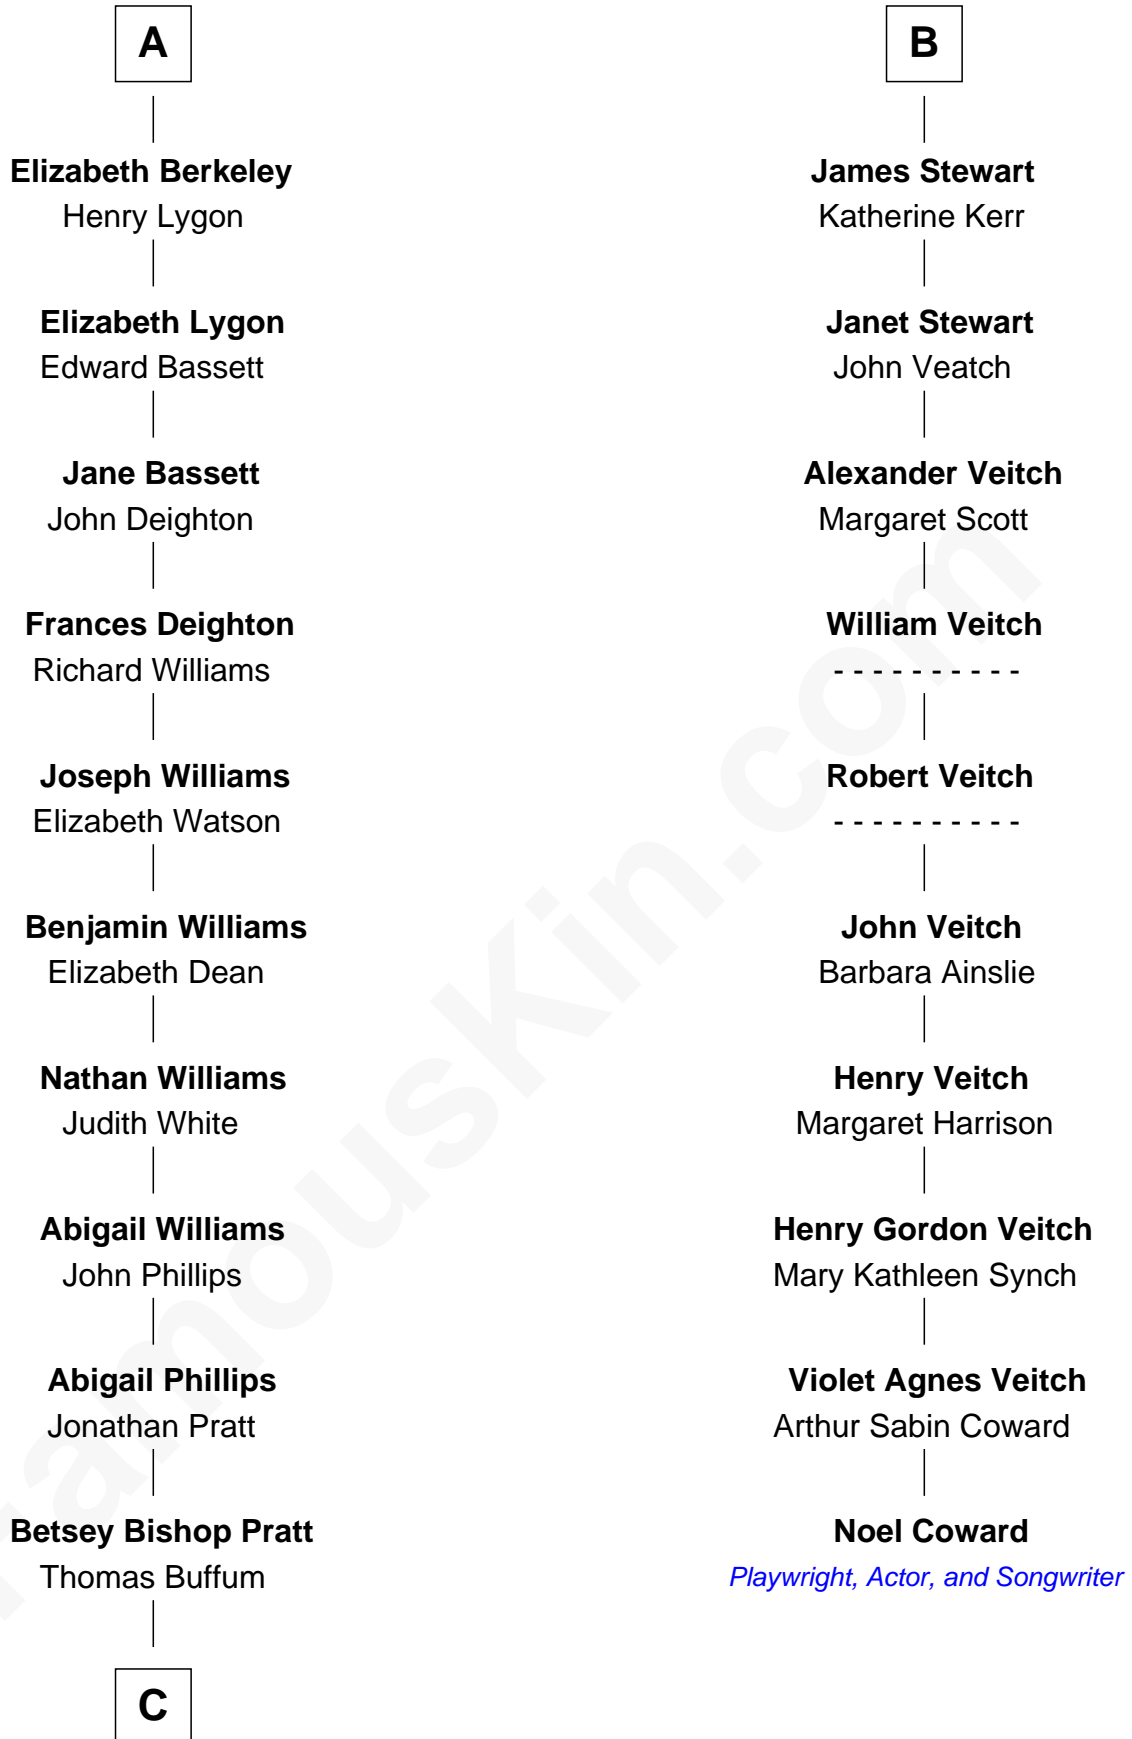 A
Elizabeth Berkeley
Henry Lygon
Elizabeth Lygon
Edward Bassett
Jane Bassett
John Deighton
Frances Deighton
Richard Williams
Joseph Williams
Elizabeth Watson
Benjamin Williams
Elizabeth Dean
Nathan Williams
Judith White
Abigail Williams
John Phillips
Abigail Phillips
Jonathan Pratt
Betsey Bishop Pratt
Thomas Buffum
C
B
James Stewart
Katherine Kerr
Janet Stewart
John Veatch
Alexander Veitch
Margaret Scott
William Veitch
- - - - - - - - - -
Robert Veitch
- - - - - - - - - -
John Veitch
Barbara Ainslie
Henry Veitch
Margaret Harrison
Henry Gordon Veitch
Mary Kathleen Synch
Violet Agnes Veitch
Arthur Sabin Coward
Noel Coward
Playwright, Actor, and Songwriter
FamousKin.com